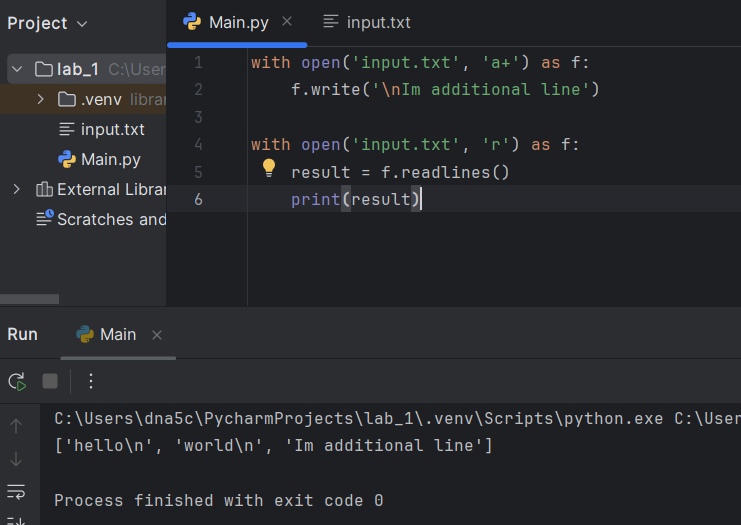 Project
Main.py
input.txt
lab_1 C:\User
.venv librar
input.txt
Main.py
External Librar
Scratches and
1 with open('input.txt', 'a+') as f:
2 f.write('\nIm additional line')
3
4 with open('input.txt', 'r') as f:
5 result = f.readlines()
6 print(result)
Run
Main
C:\Users\dna5c\PycharmProjects\lab_1\.venv\Scripts\python.exe C:\User
['hello\n', 'world\n', 'Im additional line']
Process finished with exit code 0